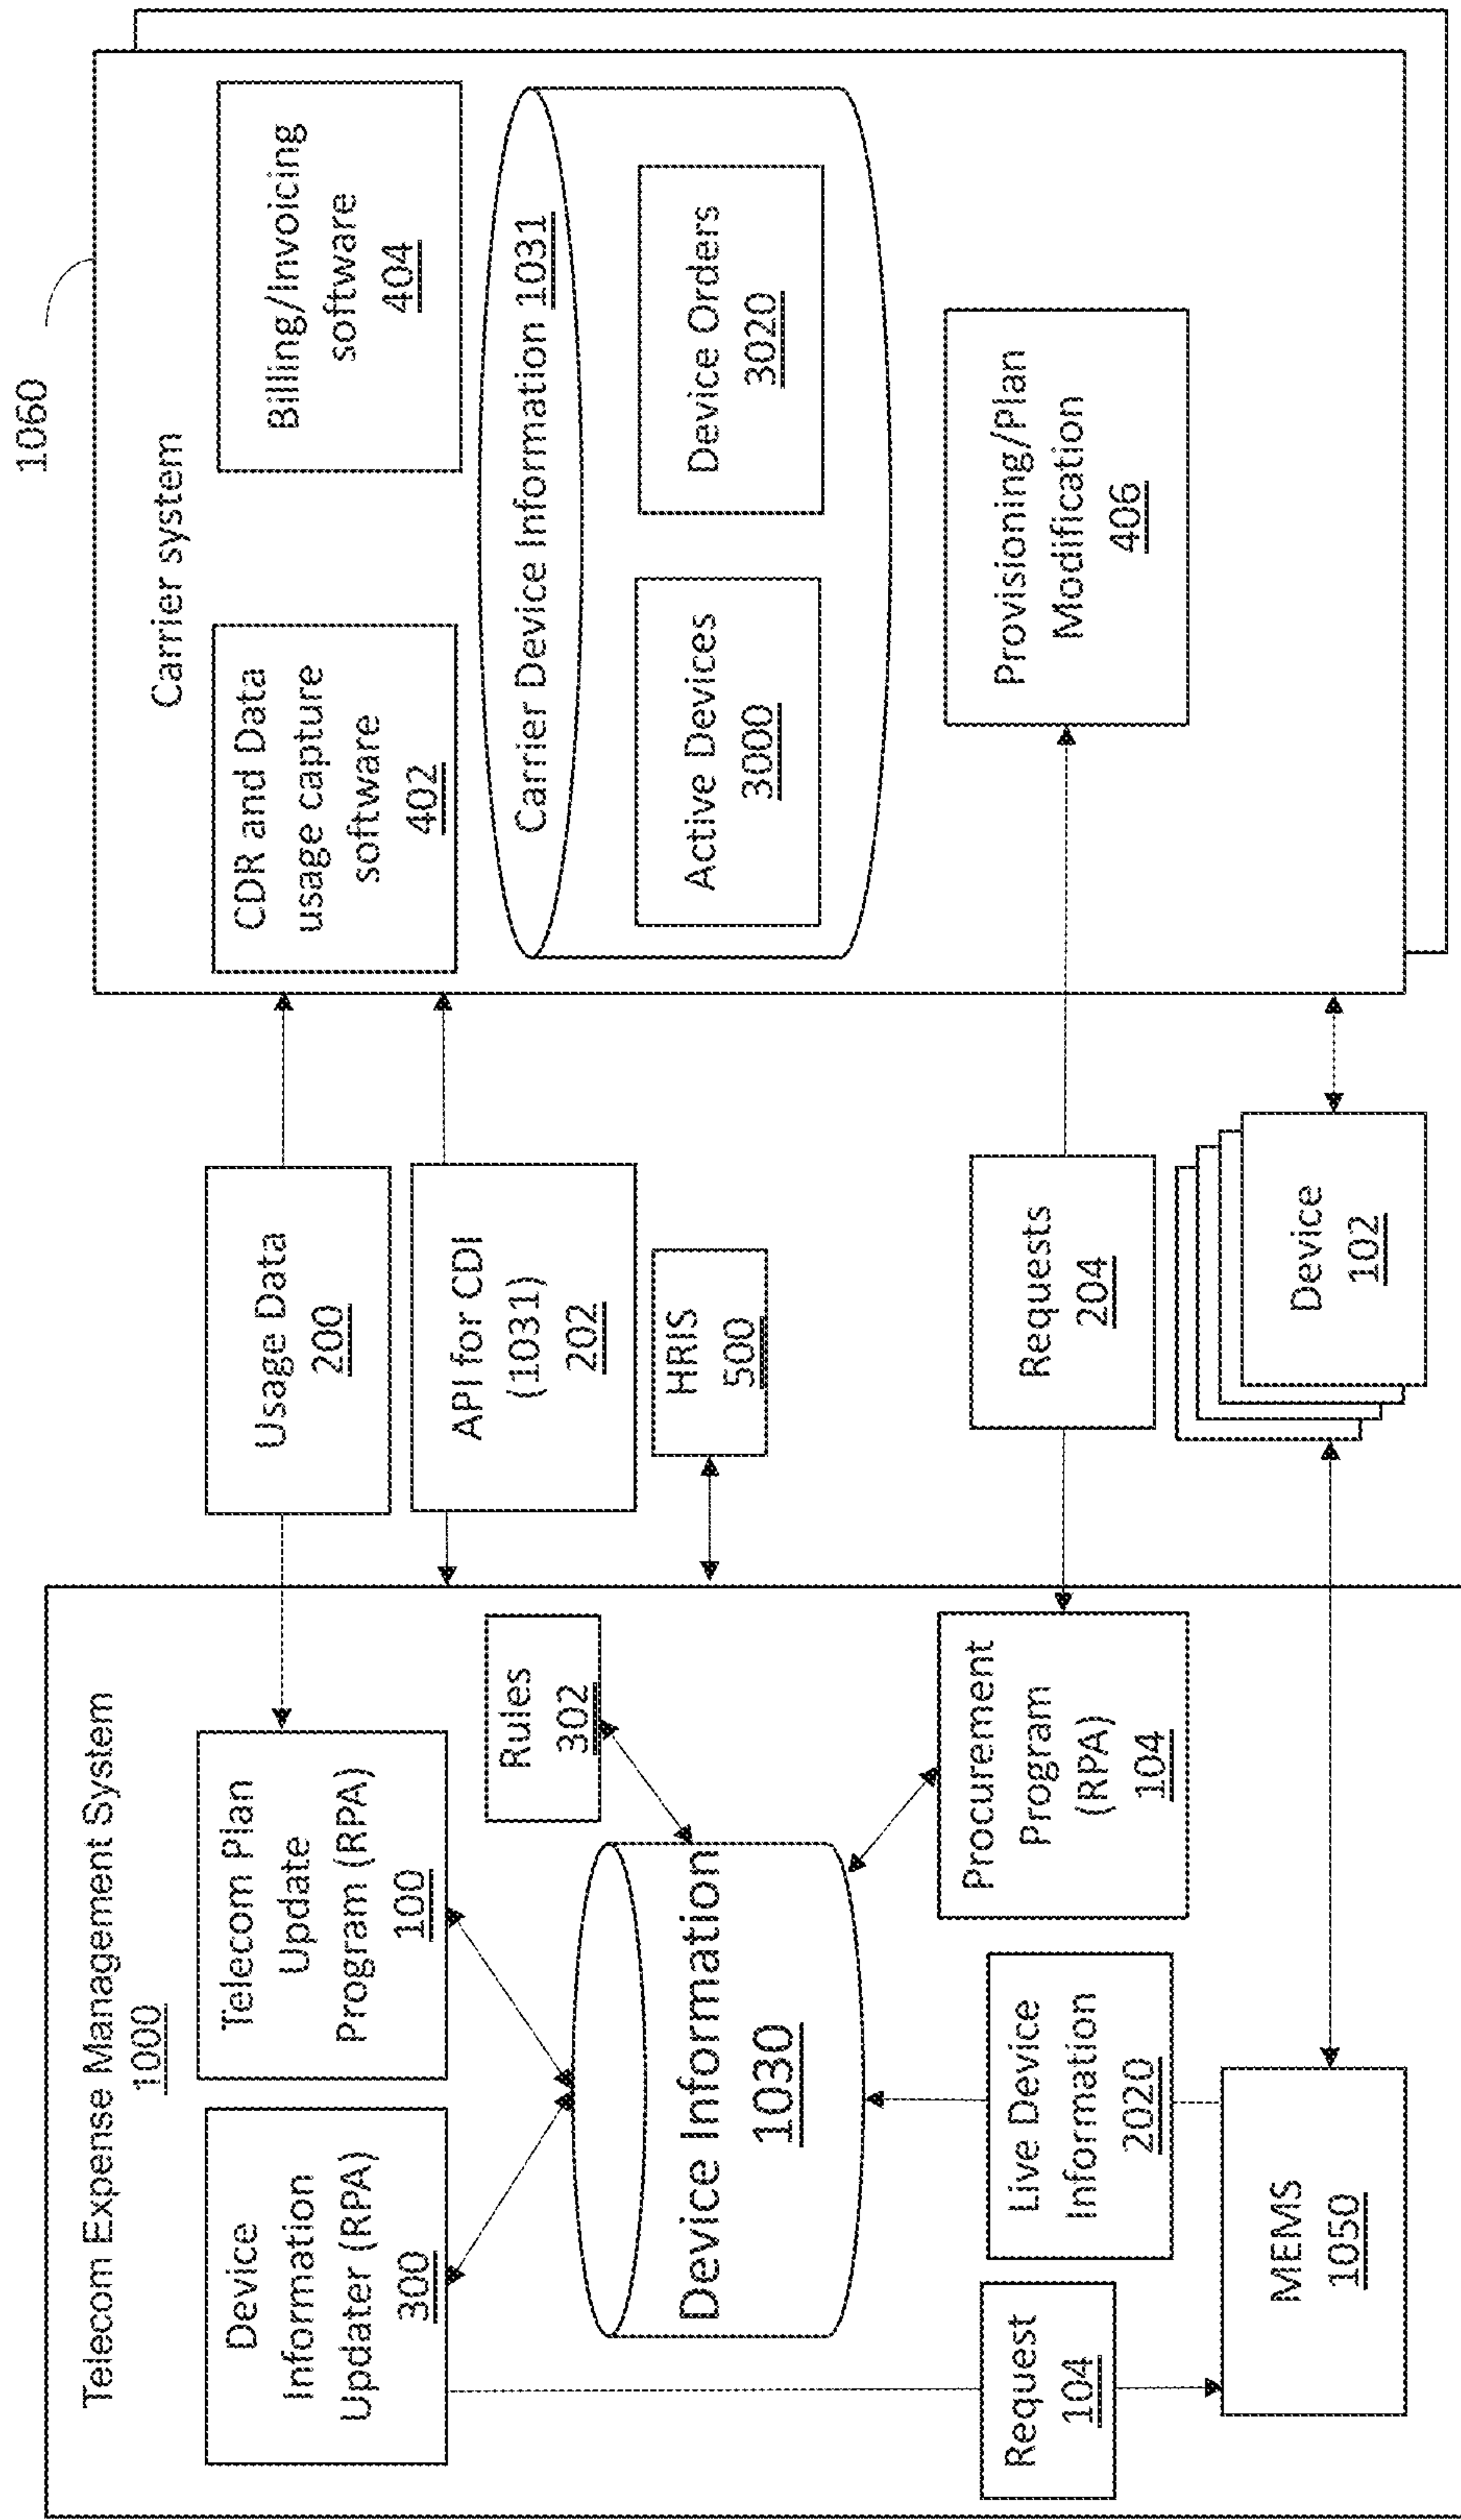 Telecom Expense Management System
1000
Device
Information
Updater (RPA)
300
Telecom Plan
Update
Program (RPA)
100
Rules
302
Device Information
1030
Request
104
Live Device
Information
2020
Procurement
Program
(RPA)
104
MEMS
1050
Usage Data
200
API for CDI
(1031)
202
HRIS
500
Requests
204
Device
102
1060
Carrier system
CDR and Data
usage capture
software
402
Billing/Invoicing
software
404
Carrier Device Information 1031
Active Devices
3000
Device Orders
3020
Provisioning/Plan
Modification
406